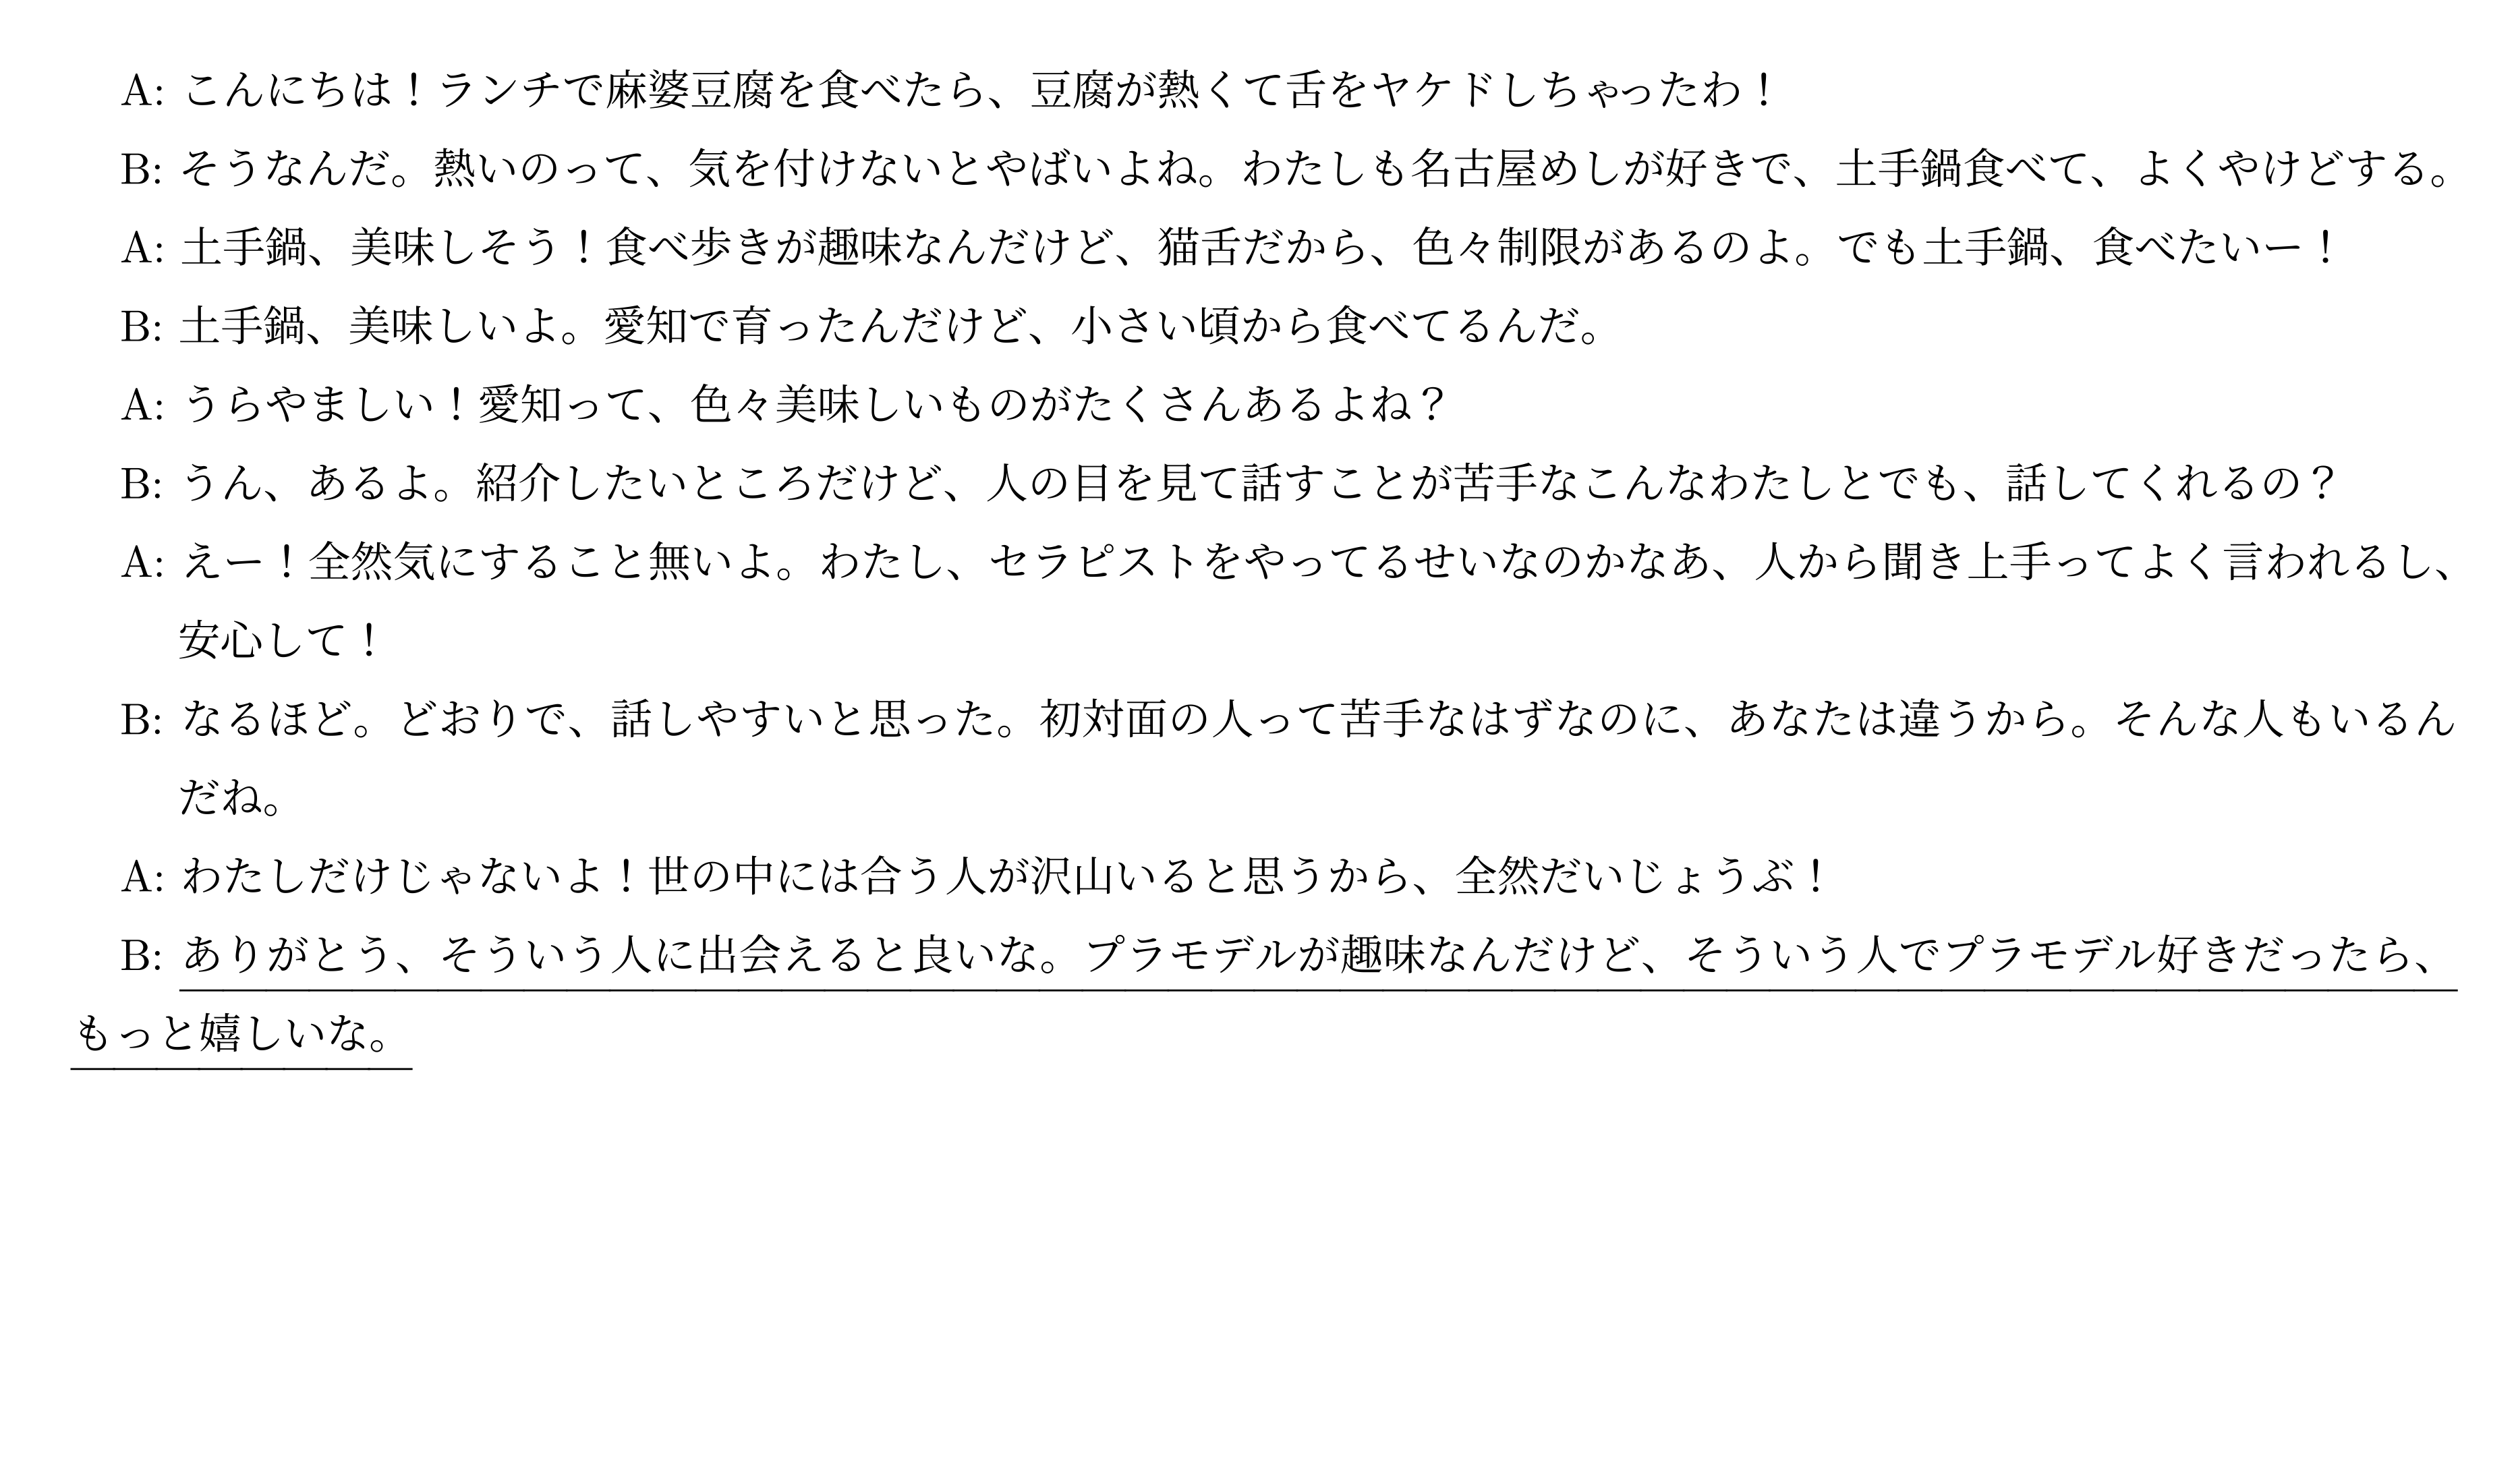 A: こんにちは！ランチで麻婆豆腐を食べたら、豆腐が熱くて舌をヤケドしちゃったわ！
B: そうなんだ。熱いのって、気を付けないとやばいよね。わたしも名古屋めしが好きで、土手鍋食べて、よくやけどする。
A: 土手鍋、美味しそう！食べ歩きが趣味なんだけど、猫舌だから、色々制限があるのよ。でも土手鍋、食べたいー！
B: 土手鍋、美味しいよ。愛知で育ったんだけど、小さい頃から食べてるんだ。
A: うらやましい！愛知って、色々美味しいものがたくさんあるよね？
B: うん、あるよ。紹介したいところだけど、人の目を見て話すことが苦手なこんなわたしとでも、話してくれるの？
A: えー！全然気にすること無いよ。わたし、セラピストをやってるせいなのかなあ、人から聞き上手ってよく言われるし、
安心して！
B: なるほど。どおりで、話しやすいと思った。初対面の人って苦手なはずなのに、あなたは違うから。そんな人もいるん
だね。
A: わたしだけじゃないよ！世の中には合う人が沢山いると思うから、全然だいじょうぶ！
B: ありがとう、そういう人に出会えると良いな。プラモデルが趣味なんだけど、そういう人でプラモデル好きだったら、
もっと嬉しいな。